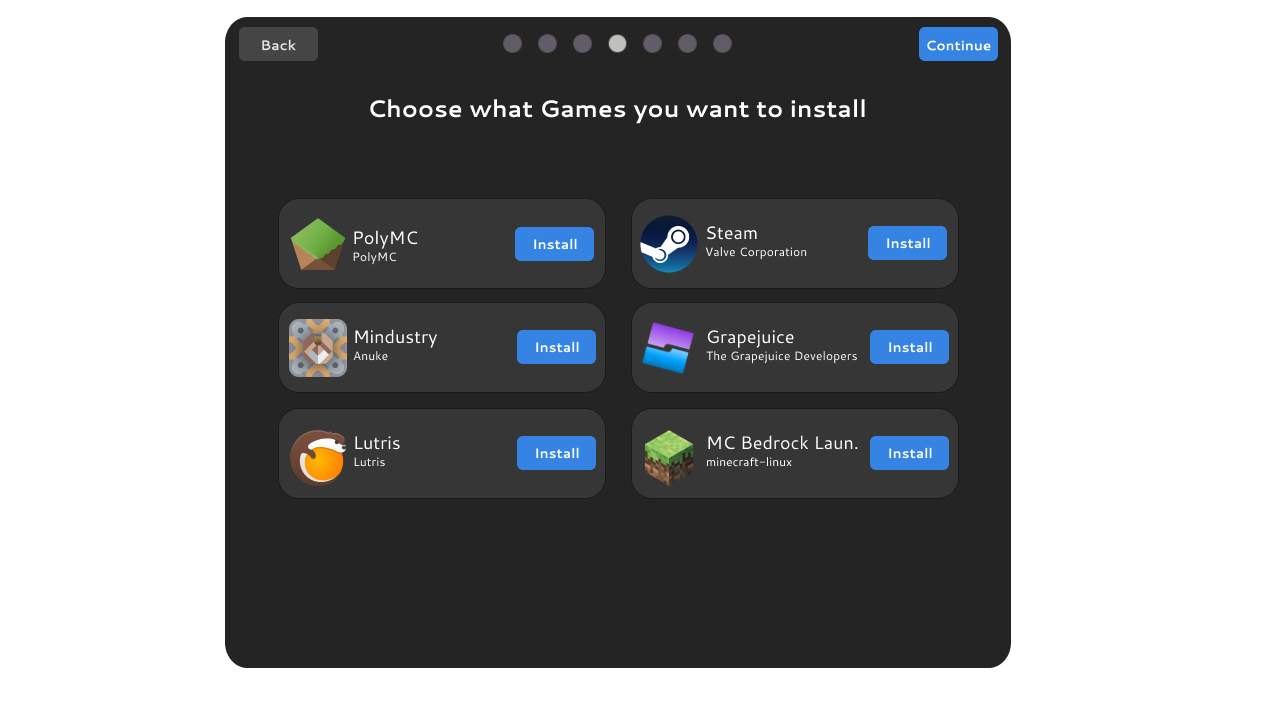 Back
Continue
Choose what Games you want to install
PolyMC
PolyMC
Install
Steam
Valve Corporation
Install
Mindustry
Anuke
Install
Grapejuice
The Grapejuice Developers
Install
Lutris
Lutris
Install
MC Bedrock Laun.
minecraft-linux
Install